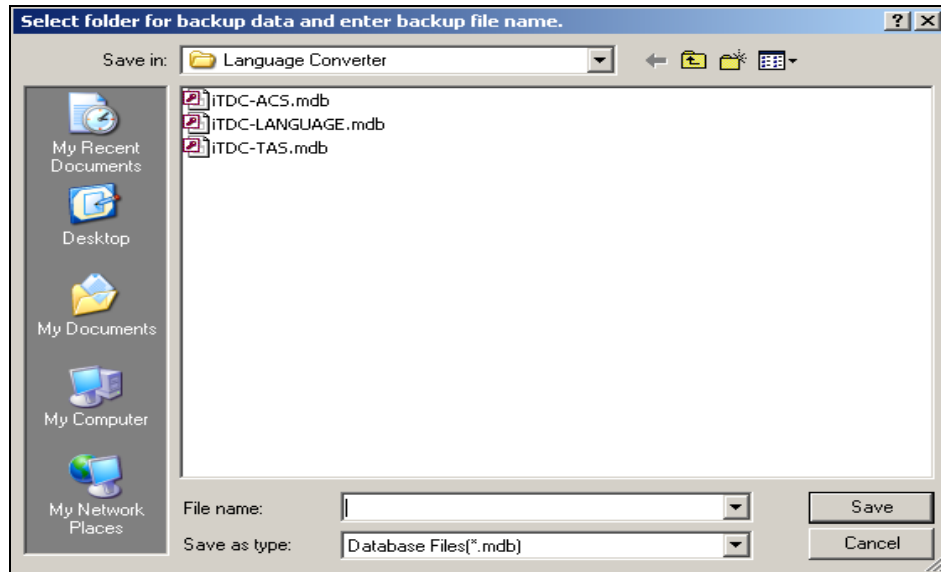 Select folder for backup data and enter backup file name.
Save in:
Language Converter
My Recent
Documents
Desktop
My Documents
My Computer
My Network
Places
iTDC-ACS.mdb
iTDC-LANGUAGE.mdb
iTDC-TAS.mdb
File name:
Save
Save as type:
Database Files(*.mdb)
Cancel